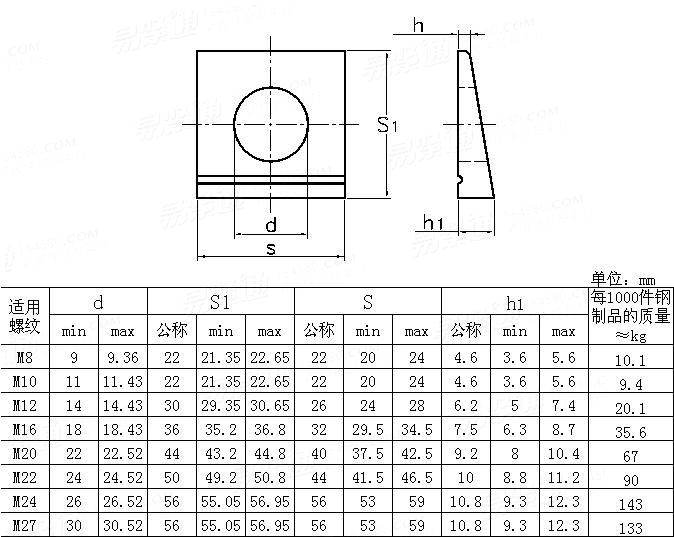 h
S1
h1
d
s
单位：mm
适用螺纹 d S1 S h1 每1000件钢制品的质量≈kg
min max 公称 min max 公称 min max 公称 min max
M8 9 9.36 22 21.35 22.65 22 20 24 4.6 3.6 5.6 10.1
M10 11 11.43 22 21.35 22.65 22 20 24 4.6 3.6 5.6 9.4
M12 14 14.43 30 29.35 30.65 26 24 28 6.2 5 7.4 20.1
M16 18 18.43 36 35.2 36.8 32 29.5 34.5 7.5 6.3 8.7 35.6
M20 22 22.52 44 43.2 44.8 40 37.5 42.5 9.2 8 10.4 67
M22 24 24.52 50 49.2 50.8 44 41.5 46.5 10 8.8 11.2 90
M24 26 26.52 56 55.05 56.95 56 53 59 10.8 9.3 12.3 143
M27 30 30.52 56 55.05 56.95 56 53 59 10.8 9.3 12.3 133